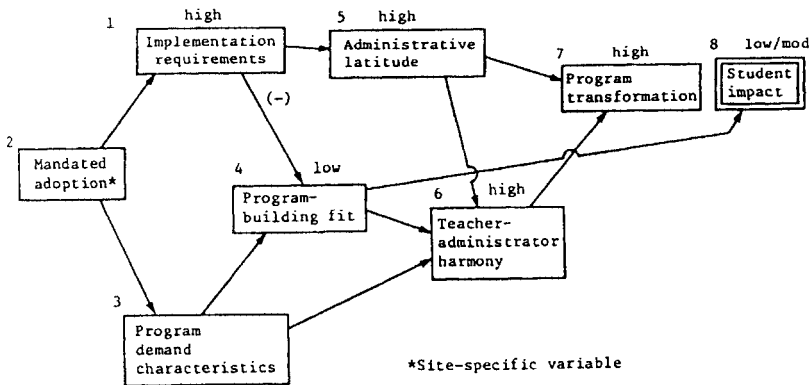 1
high
Implementation
requirements
5
high
Administrative
latitude
7
high
Program
transformation
8
low/mod
Student
impact
(-)
2
Mandated
adoption*
4
low
Program-
building fit
6
high
Teacher-
administrator
harmony
3
Program
demand
characteristics
*Site-specific variable